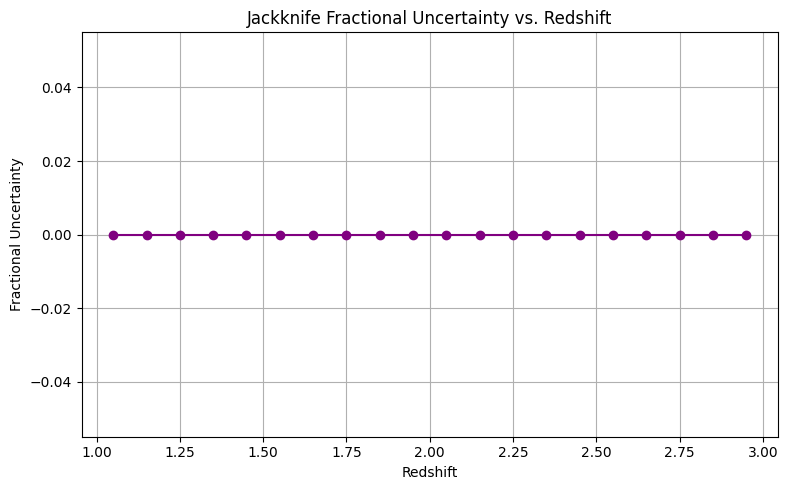 Jackknife Fractional Uncertainty vs. Redshift
0.04
0.02
0.00
−0.02
−0.04
Fractional Uncertainty
1.00 1.25 1.50 1.75 2.00 2.25 2.50 2.75 3.00
Redshift